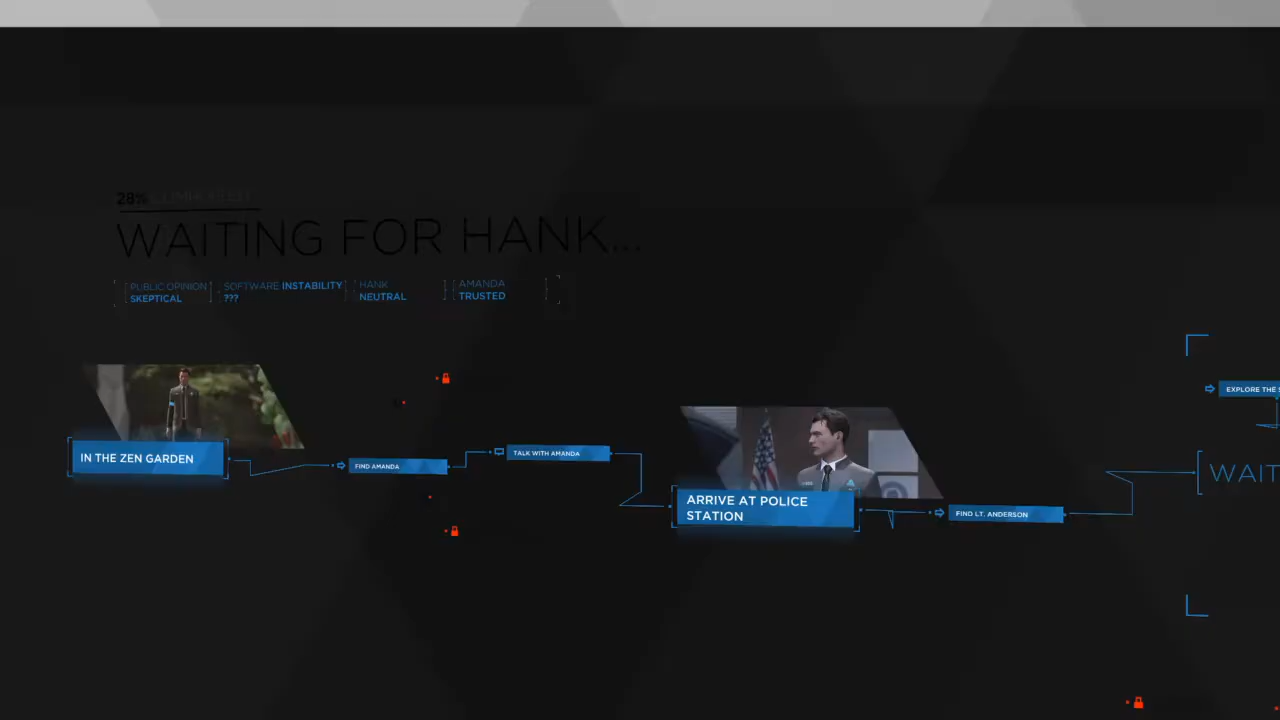 28% COMPLETED
WAITING FOR HANK...
PUBLIC OPINION
SKEPTICAL
SOFTWARE INSTABILITY
???
HANK
NEUTRAL
AMANDA
TRUSTED
IN THE ZEN GARDEN
FIND AMANDA
TALK WITH AMANDA
ARRIVE AT POLICE
STATION
FIND LT. ANDERSON
EXPLORE THE
WAIT